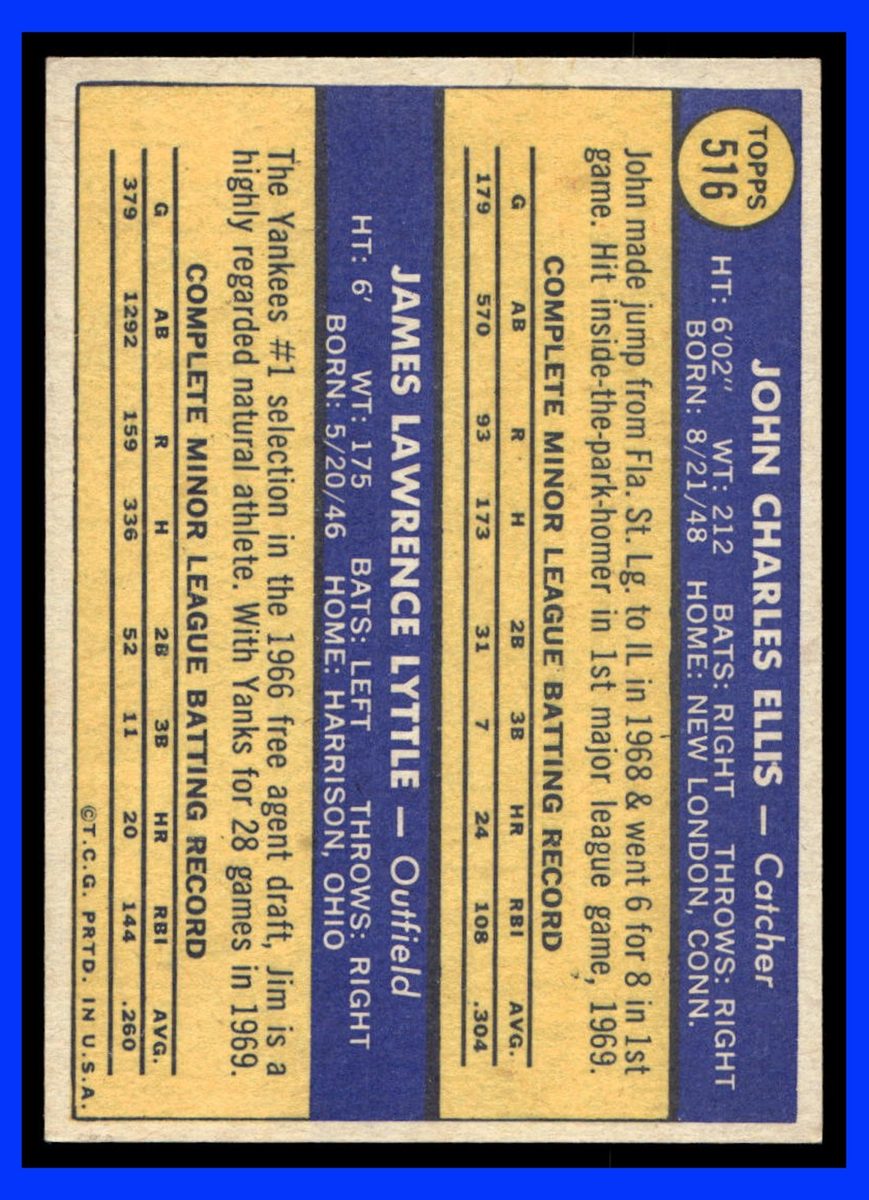 TOPPS
516
JOHN CHARLES ELLIS — Catcher
HT: 6'02" WT: 212 BATS: RIGHT THROWS: RIGHT
BORN: 8/21/48 HOME: NEW LONDON, CONN.
John made jump from Fla. St. Lg. to IL in 1968 & went 6 for 8 in 1st
game. Hit inside-the-park-homer in 1st major league game, 1969.
COMPLETE MINOR LEAGUE BATTING RECORD
G AB R H 2B 3B HR RBI AVG.
179 570 93 173 31 7 24 108 .304
JAMES LAWRENCE LYTTLE — Outfield
HT: 6' WT: 175 BATS: LEFT THROWS: RIGHT
BORN: 5/20/46 HOME: HARRISON, OHIO
The Yankees #1 selection in the 1966 free agent draft, Jim is a
highly regarded natural athlete. With Yanks for 28 games in 1969.
COMPLETE MINOR LEAGUE BATTING RECORD
G AB R H 2B 3B HR RBI AVG.
379 1292 159 336 52 11 20 144 .260
©T.C.G. PRTD. IN U.S.A.